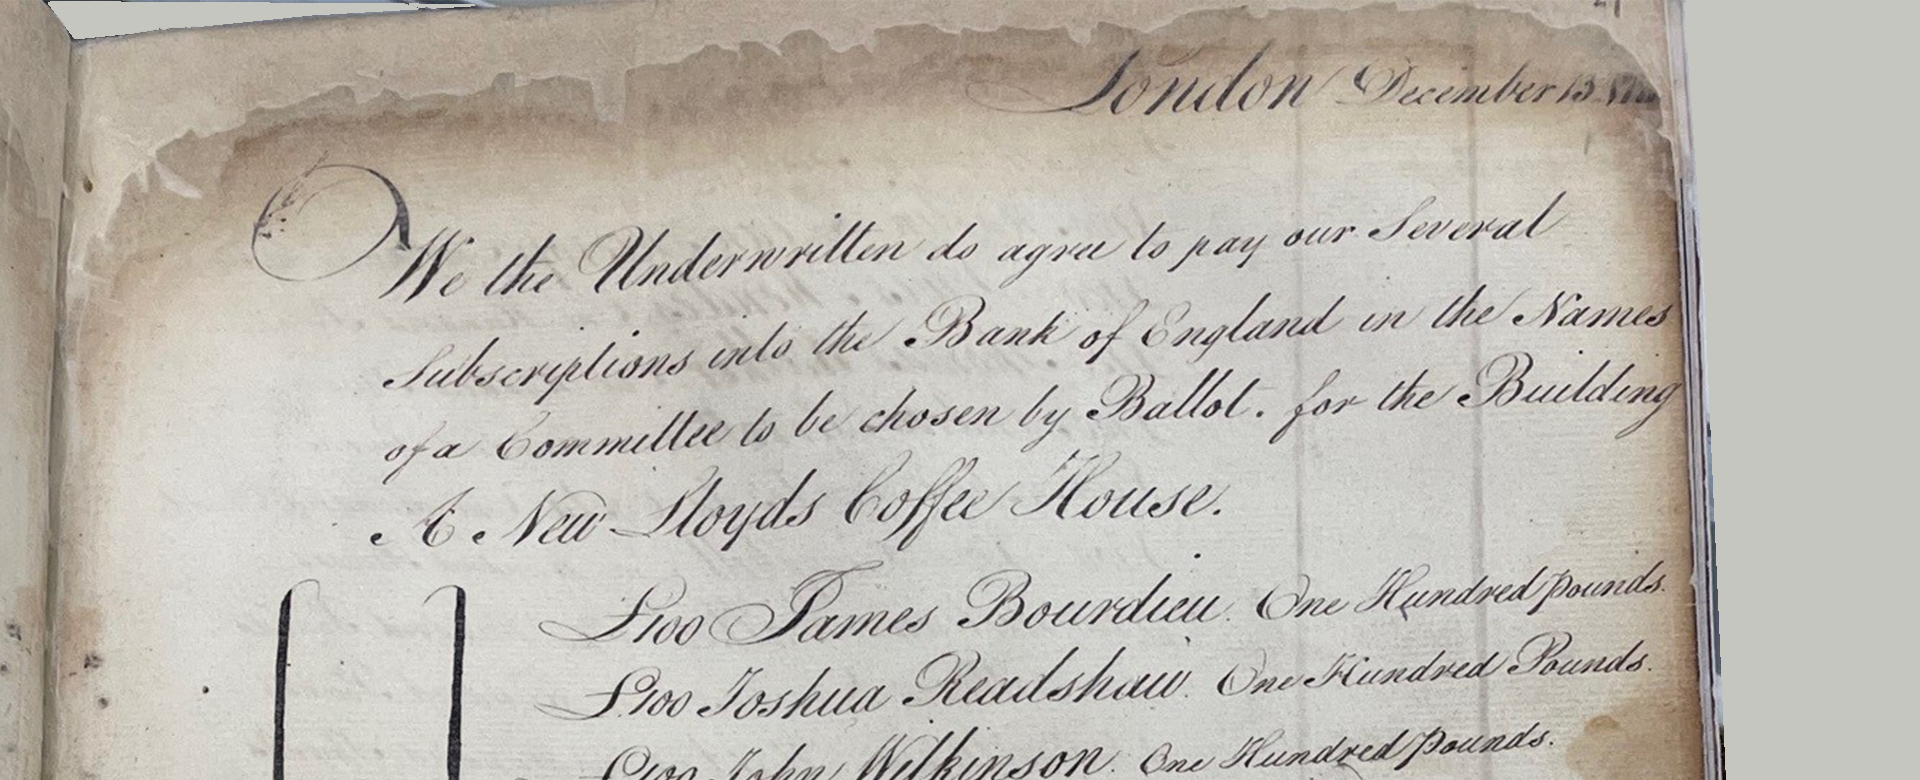 London December 13
We the Underwritten do agree to pay our Several
Subscriptions into the Bank of England in the Names
of a Committee to be chosen by Ballot. for the Building
A New Lloyds Coffee House.
£100 James Bourdieu. One Hundred pounds.
£100 Joshua Readshaw. One Hundred Pounds.
£100 John Wilkinson. One Hundred pounds.